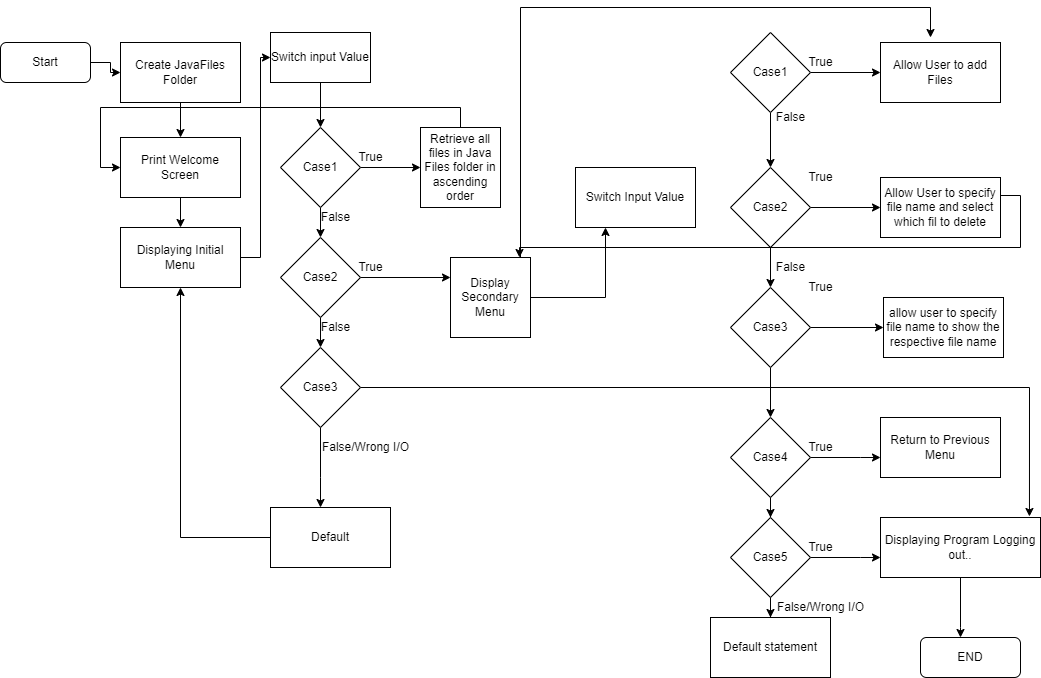 Start
Create JavaFiles
Folder
Print Welcome
Screen
Displaying Initial
Menu
Switch input Value
Case1
True
Retrieve all
files in Java
Files folder in
ascending
order
False
Case2
True
Display
Secondary
Menu
False
Case3
False/Wrong I/O
Default
Switch Input Value
Case1
True
Allow User to add
Files
False
Case2
True
Allow User to specify
file name and select
which fil to delete
False
True
Case3
allow user to specify
file name to show the
respective file name
Case4
True
Return to Previous
Menu
Case5
True
Displaying Program Logging
out..
False/Wrong I/O
Default statement
END